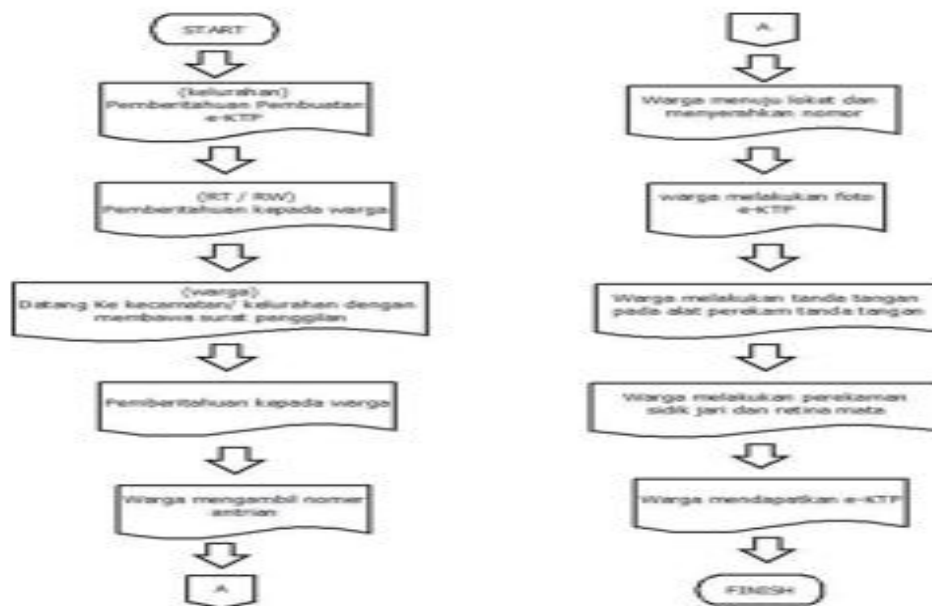 START
(kelurahan)
Pemberitahuan Pembuatan
e-KTP
(RT / RW)
Pemberitahuan kepada warga
(warga)
Datang Ke kecamatan/ kelurahan dengan
membawa surat panggilan
Pemberitahuan kepada warga
Warga mengambil nomer
antrian
A
A
Warga menuju loket dan
menyerahkan nomor
warga melakukan foto
e-KTP
Warga melakukan tanda tangan
pada alat perekam tanda tangan
Warga melakukan perekaman
sidik jari dan retina mata
Warga mendapatkan e-KTP
FINISH